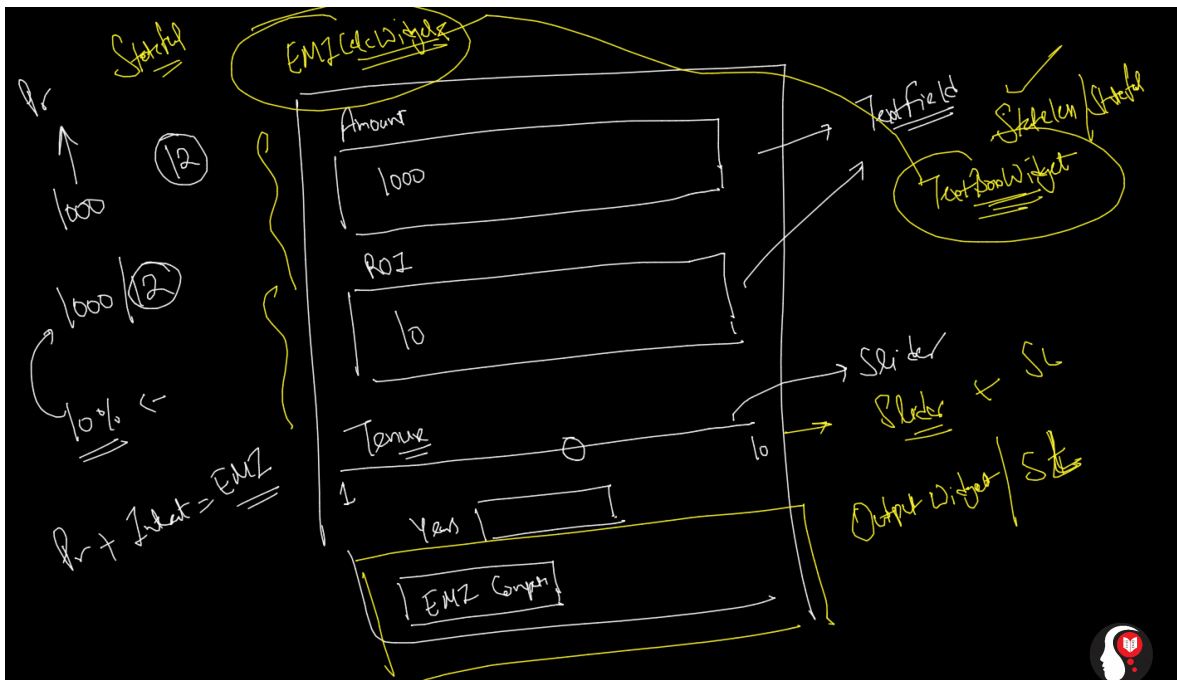 Stateful
EMICalcWidget
Pr
12
1000
Amount
1000
TextField
Stateless/Stateful
TextBoxWidget
1000/12
ROI
10
10%
Pr + Interest = EMI
Tenure
1
10
Slider
Slider + SL
Years
Output Widget / SL
EMI Compute